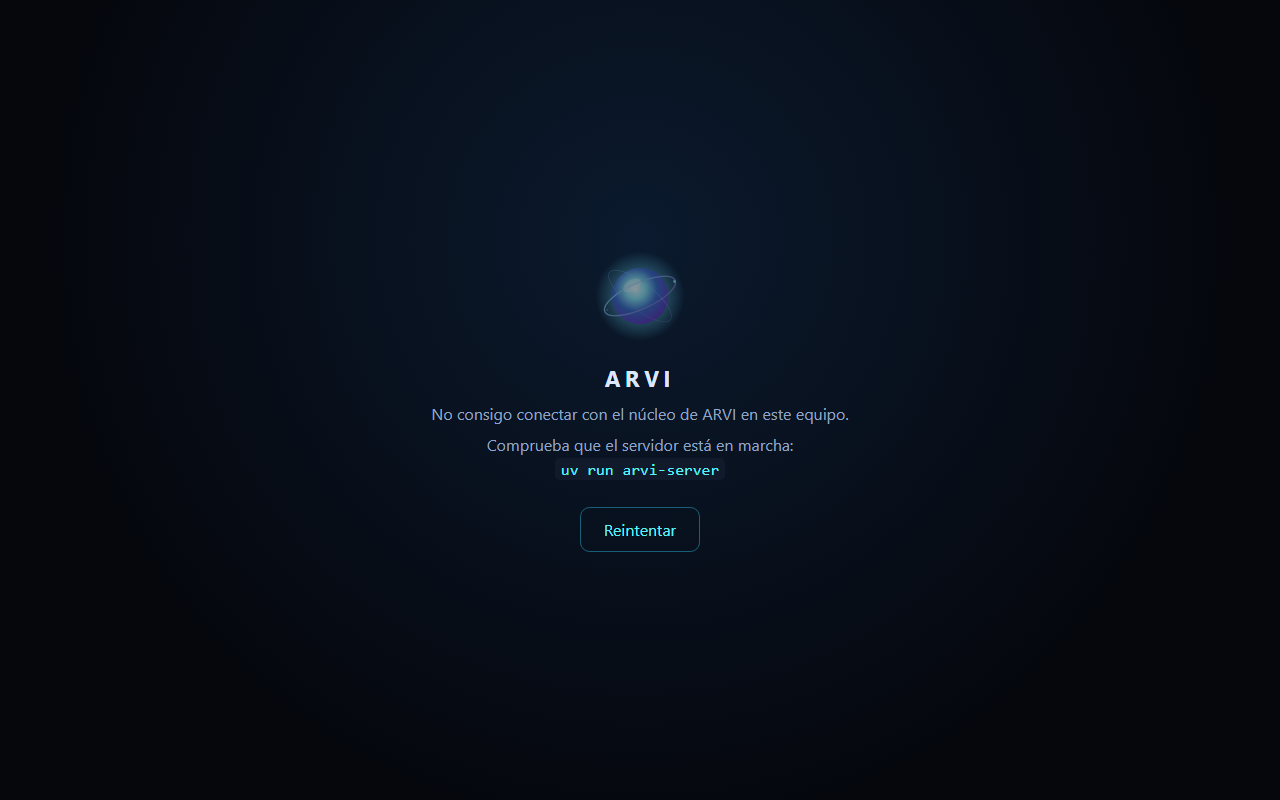 ARVI
No consigo conectar con el núcleo de ARVI en este equipo.
Comprueba que el servidor está en marcha:
uv run arvi-server
Reintentar